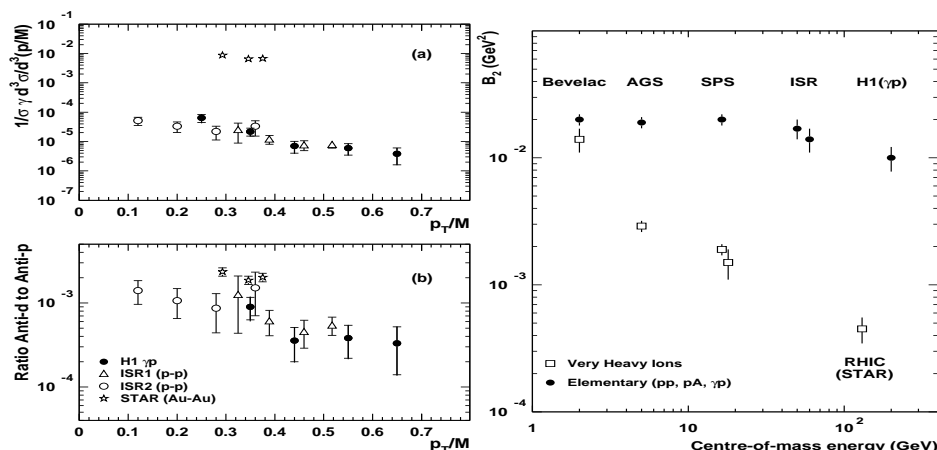 1/σ γ d³σ/d³(p/M)
10⁻¹
10⁻²
10⁻³
10⁻⁴
10⁻⁵
10⁻⁶
10⁻⁷
(a)
0 0.1 0.2 0.3 0.4 0.5 0.6 0.7
p_T/M
Ratio Anti-d to Anti-p
10⁻³
10⁻⁴
(b)
H1 γp
ISR1 (p-p)
ISR2 (p-p)
STAR (Au-Au)
0 0.1 0.2 0.3 0.4 0.5 0.6 0.7
p_T/M
B₂ (GeV²)
10⁻¹
10⁻²
10⁻³
10⁻⁴
Bevelac AGS SPS ISR H1(γp)
Very Heavy Ions
Elementary (pp, pA, γp)
RHIC
(STAR)
1 10 10²
Centre-of-mass energy (GeV)